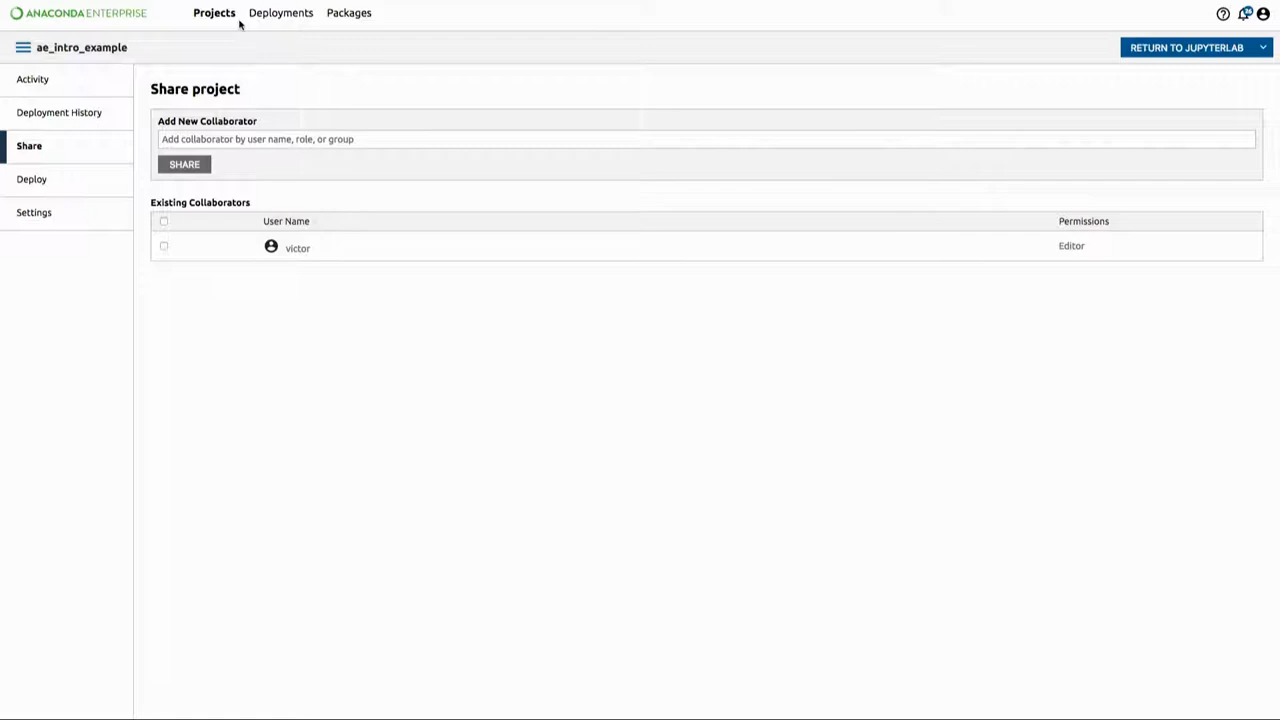 ANACONDA ENTERPRISE
Projects Deployments Packages
ae_intro_example
RETURN TO JUPYTERLAB
Activity
Deployment History
Share
Deploy
Settings
Share project
Add New Collaborator
Add collaborator by user name, role, or group
SHARE
Existing Collaborators
User Name Permissions
victor Editor